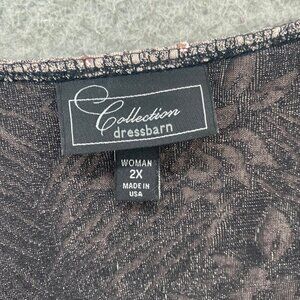 Collection
dressbarn
WOMAN
2X
MADE IN
USA